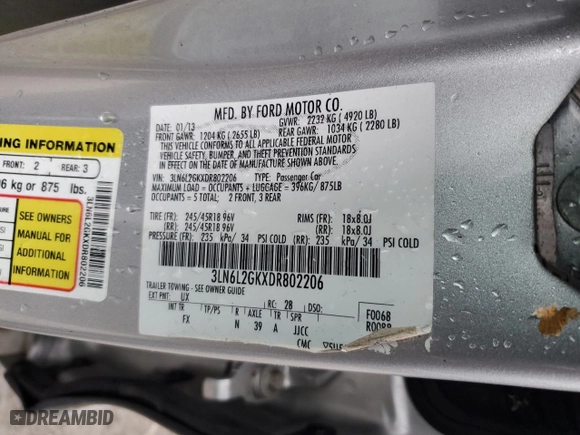 MFD. BY FORD MOTOR CO.
DATE: 01/13 GVWR: 2232 KG ( 4920 LB)
FRONT GAWR: 1204 KG ( 2655 LB) REAR GAWR: 1034 KG ( 2280 LB)
THIS VEHICLE CONFORMS TO ALL APPLICABLE FEDERAL MOTOR
VEHICLE SAFETY, BUMPER, AND THEFT PREVENTION STANDARDS
IN EFFECT ON THE DATE OF MANUFACTURE SHOWN ABOVE.
VIN: 3LN6L2GKXDR802206 TYPE: Passenger Car
MAXIMUM LOAD = OCCUPANTS + LUGGAGE = 396KG/ 875LB
OCCUPANTS = 5 TOTAL: 2 FRONT, 3 REAR
TIRE (FR): 245/45R18 96V RIMS (FR): 18x8.0J
(RR): 245/45R18 96V (RR): 18x8.0J
PRESSURE (FR): 235 kPa/ 34 PSI COLD (RR): 235 kPa/ 34 PSI COLD
3LN6L2GKXDR802206
TRAILER TOWING - SEE OWNER GUIDE
EXT PNT: UX RC: 28 DSO:
INT TR TP/PS R AXLE TR SPR
FX N 39 A JJCC
F0068
CMC
ING INFORMATION
FRONT: 2 REAR: 3
96 kg or 875 lbs.
SEE OWNERS
MANUAL FOR
ADDITIONAL
INFORMATION
3LN6L2GKXDR802206
DREAMBID